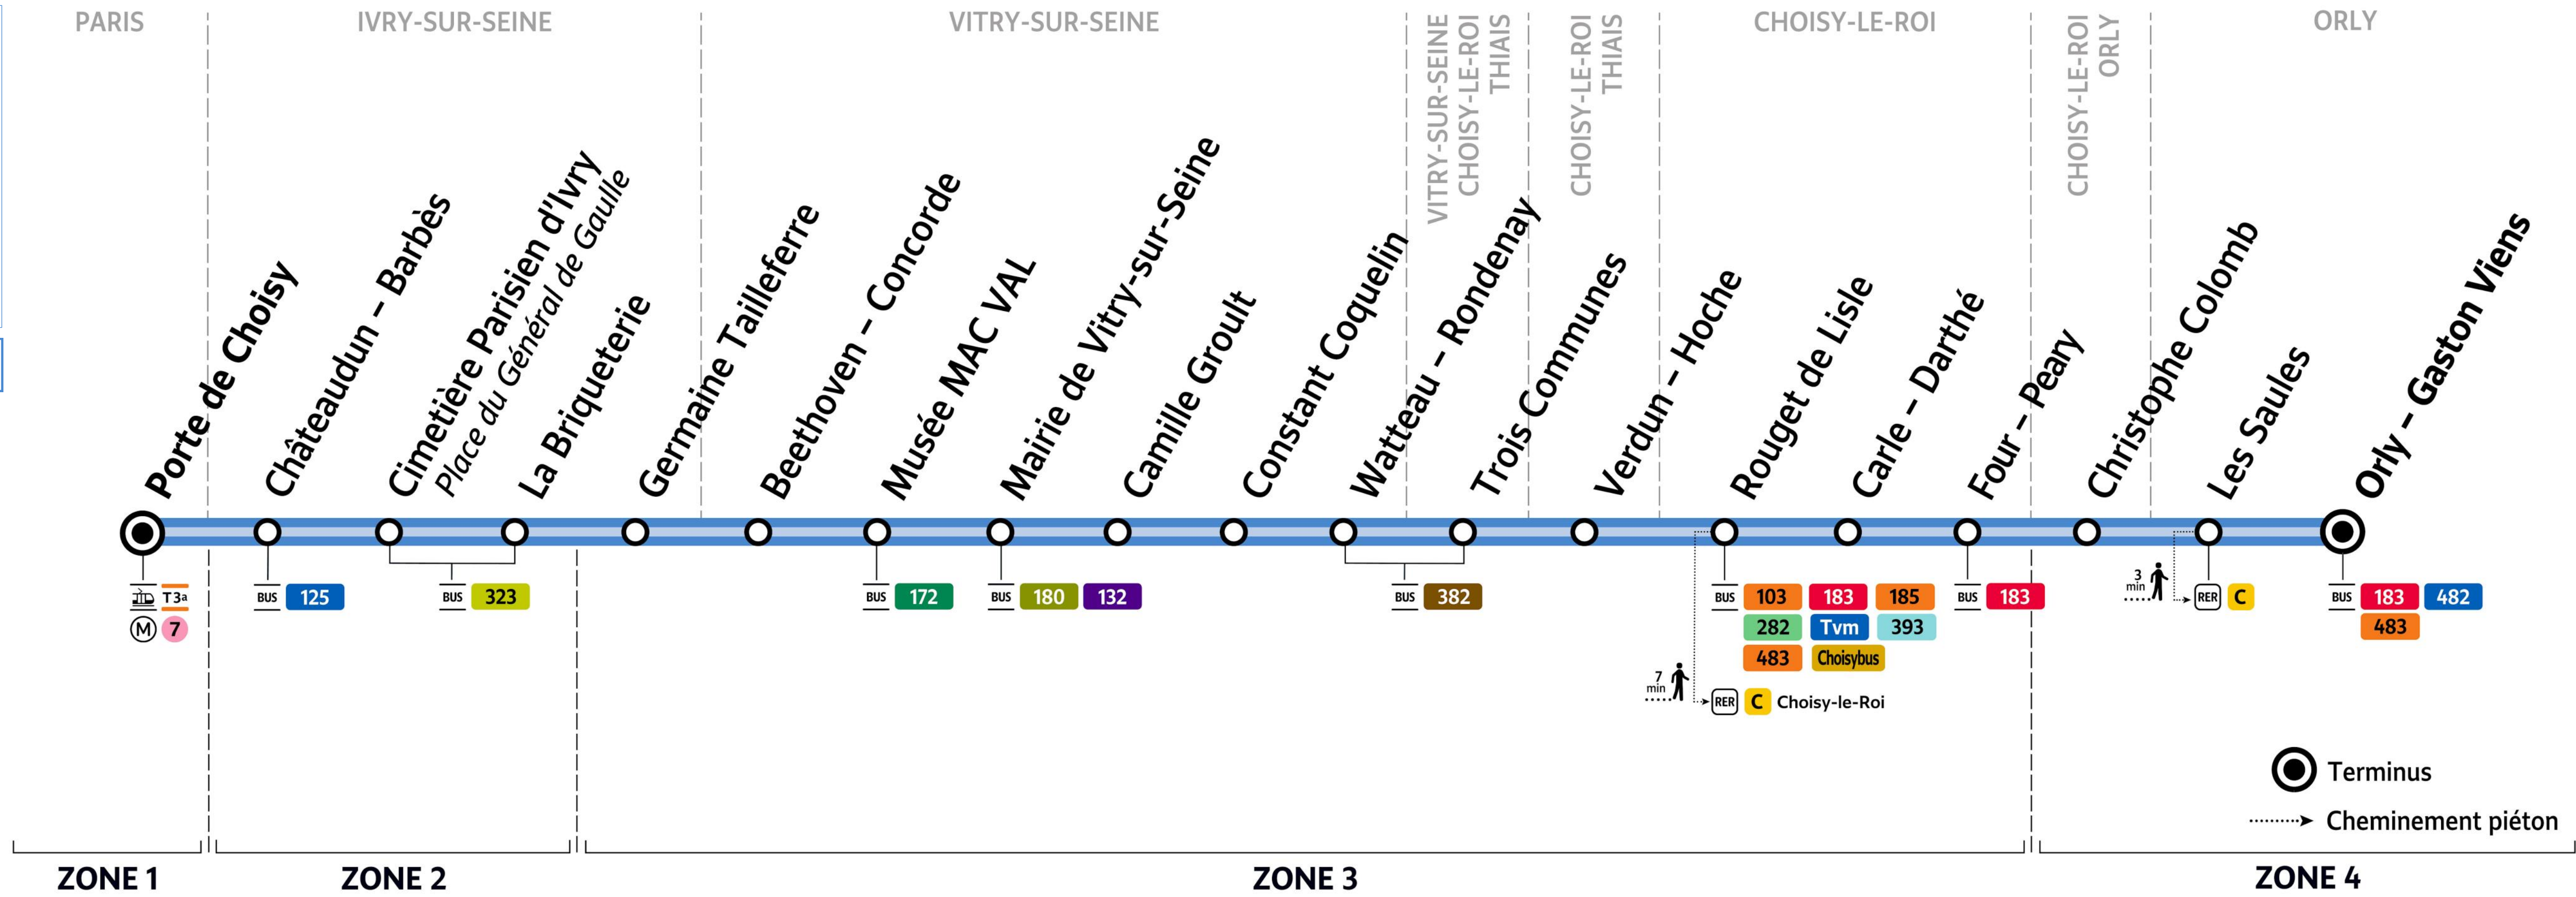 PARIS
IVRY-SUR-SEINE
VITRY-SUR-SEINE
VITRY-SUR-SEINE
CHOISY-LE-ROI
THIAIS
CHOISY-LE-ROI
THIAIS
CHOISY-LE-ROI
CHOISY-LE-ROI
ORLY
ORLY
Porte de Choisy
Châteaudun – Barbès
Cimetière Parisien d'Ivry
Place du Général de Gaulle
La Briqueterie
Germaine Tailleferre
Beethoven – Concorde
Musée MAC VAL
Mairie de Vitry-sur-Seine
Camille Groult
Constant Coquelin
Watteau – Rondenay
Trois Communes
Verdun – Hoche
Rouget de Lisle
Carle – Darthé
Four – Peary
Christophe Colomb
Les Saules
Orly – Gaston Viens
T3a
M 7
BUS 125
BUS 323
BUS 172
BUS 180 132
BUS 382
BUS 103 183 185
282 Tvm 393
483 Choisybus
7
min
RER C Choisy-le-Roi
BUS 183
3
min
RER C
BUS 183 482
483
Terminus
Cheminement piéton
ZONE 1
ZONE 2
ZONE 3
ZONE 4